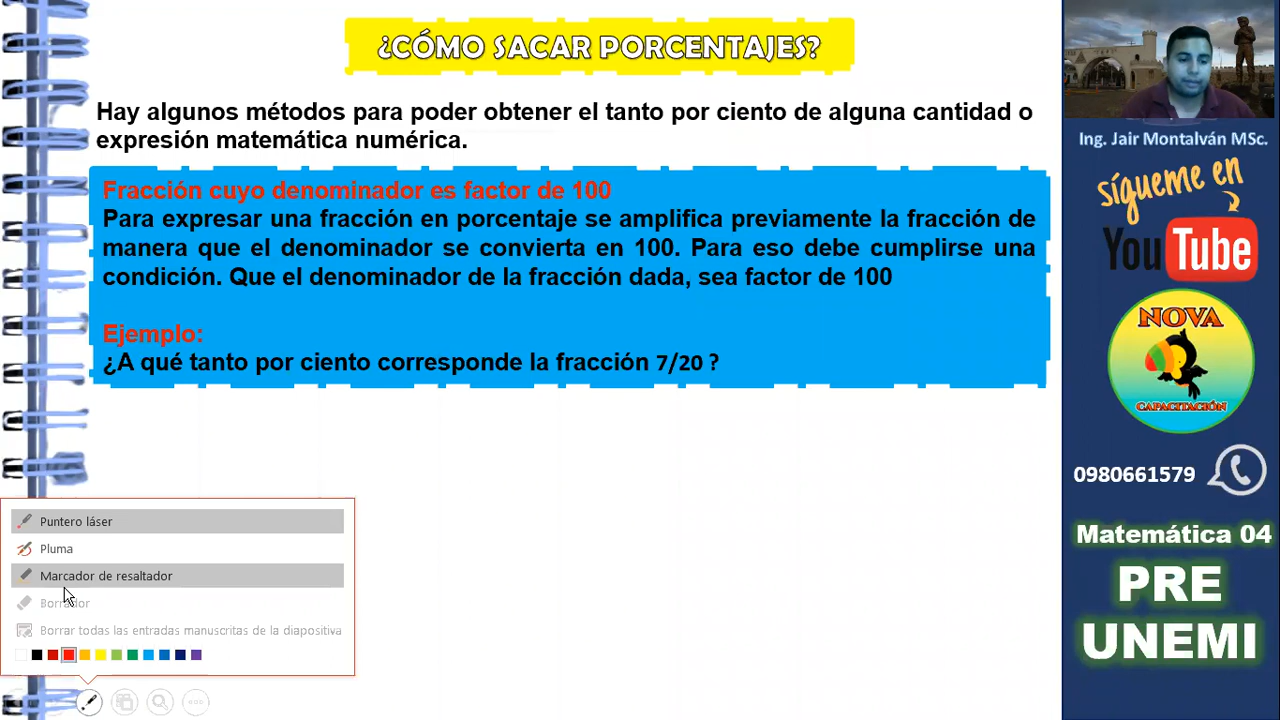 ¿CÓMO SACAR PORCENTAJES?
Hay algunos métodos para poder obtener el tanto por ciento de alguna cantidad o
expresión matemática numérica.
Fracción cuyo denominador es factor de 100
Para expresar una fracción en porcentaje se amplifica previamente la fracción de
manera que el denominador se convierta en 100. Para eso debe cumplirse una
condición. Que el denominador de la fracción dada, sea factor de 100
Ejemplo:
¿A qué tanto por ciento corresponde la fracción 7/20 ?
Puntero láser
Pluma
Marcador de resaltador
Borrador
Borrar todas las entradas manuscritas de la diapositiva
Ing. Jair Montalván MSc.
sígueme en
YouTube
NOVA
CAPACITACIÓN
0980661579
Matemática 04
PRE
UNEMI